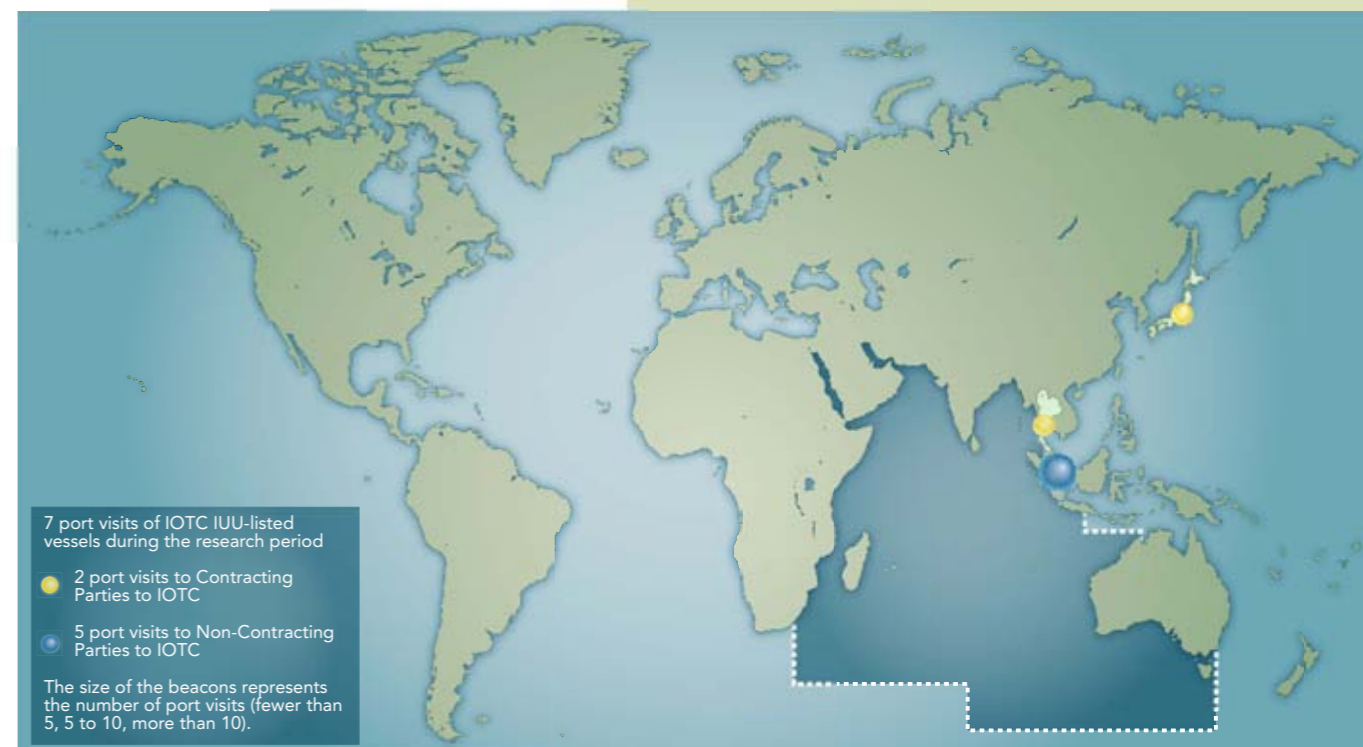 7 port visits of IOTC IUU-listed
vessels during the research period
2 port visits to Contracting
Parties to IOTC
5 port visits to Non-Contracting
Parties to IOTC
The size of the beacons represents
the number of port visits (fewer than
5, 5 to 10, more than 10).